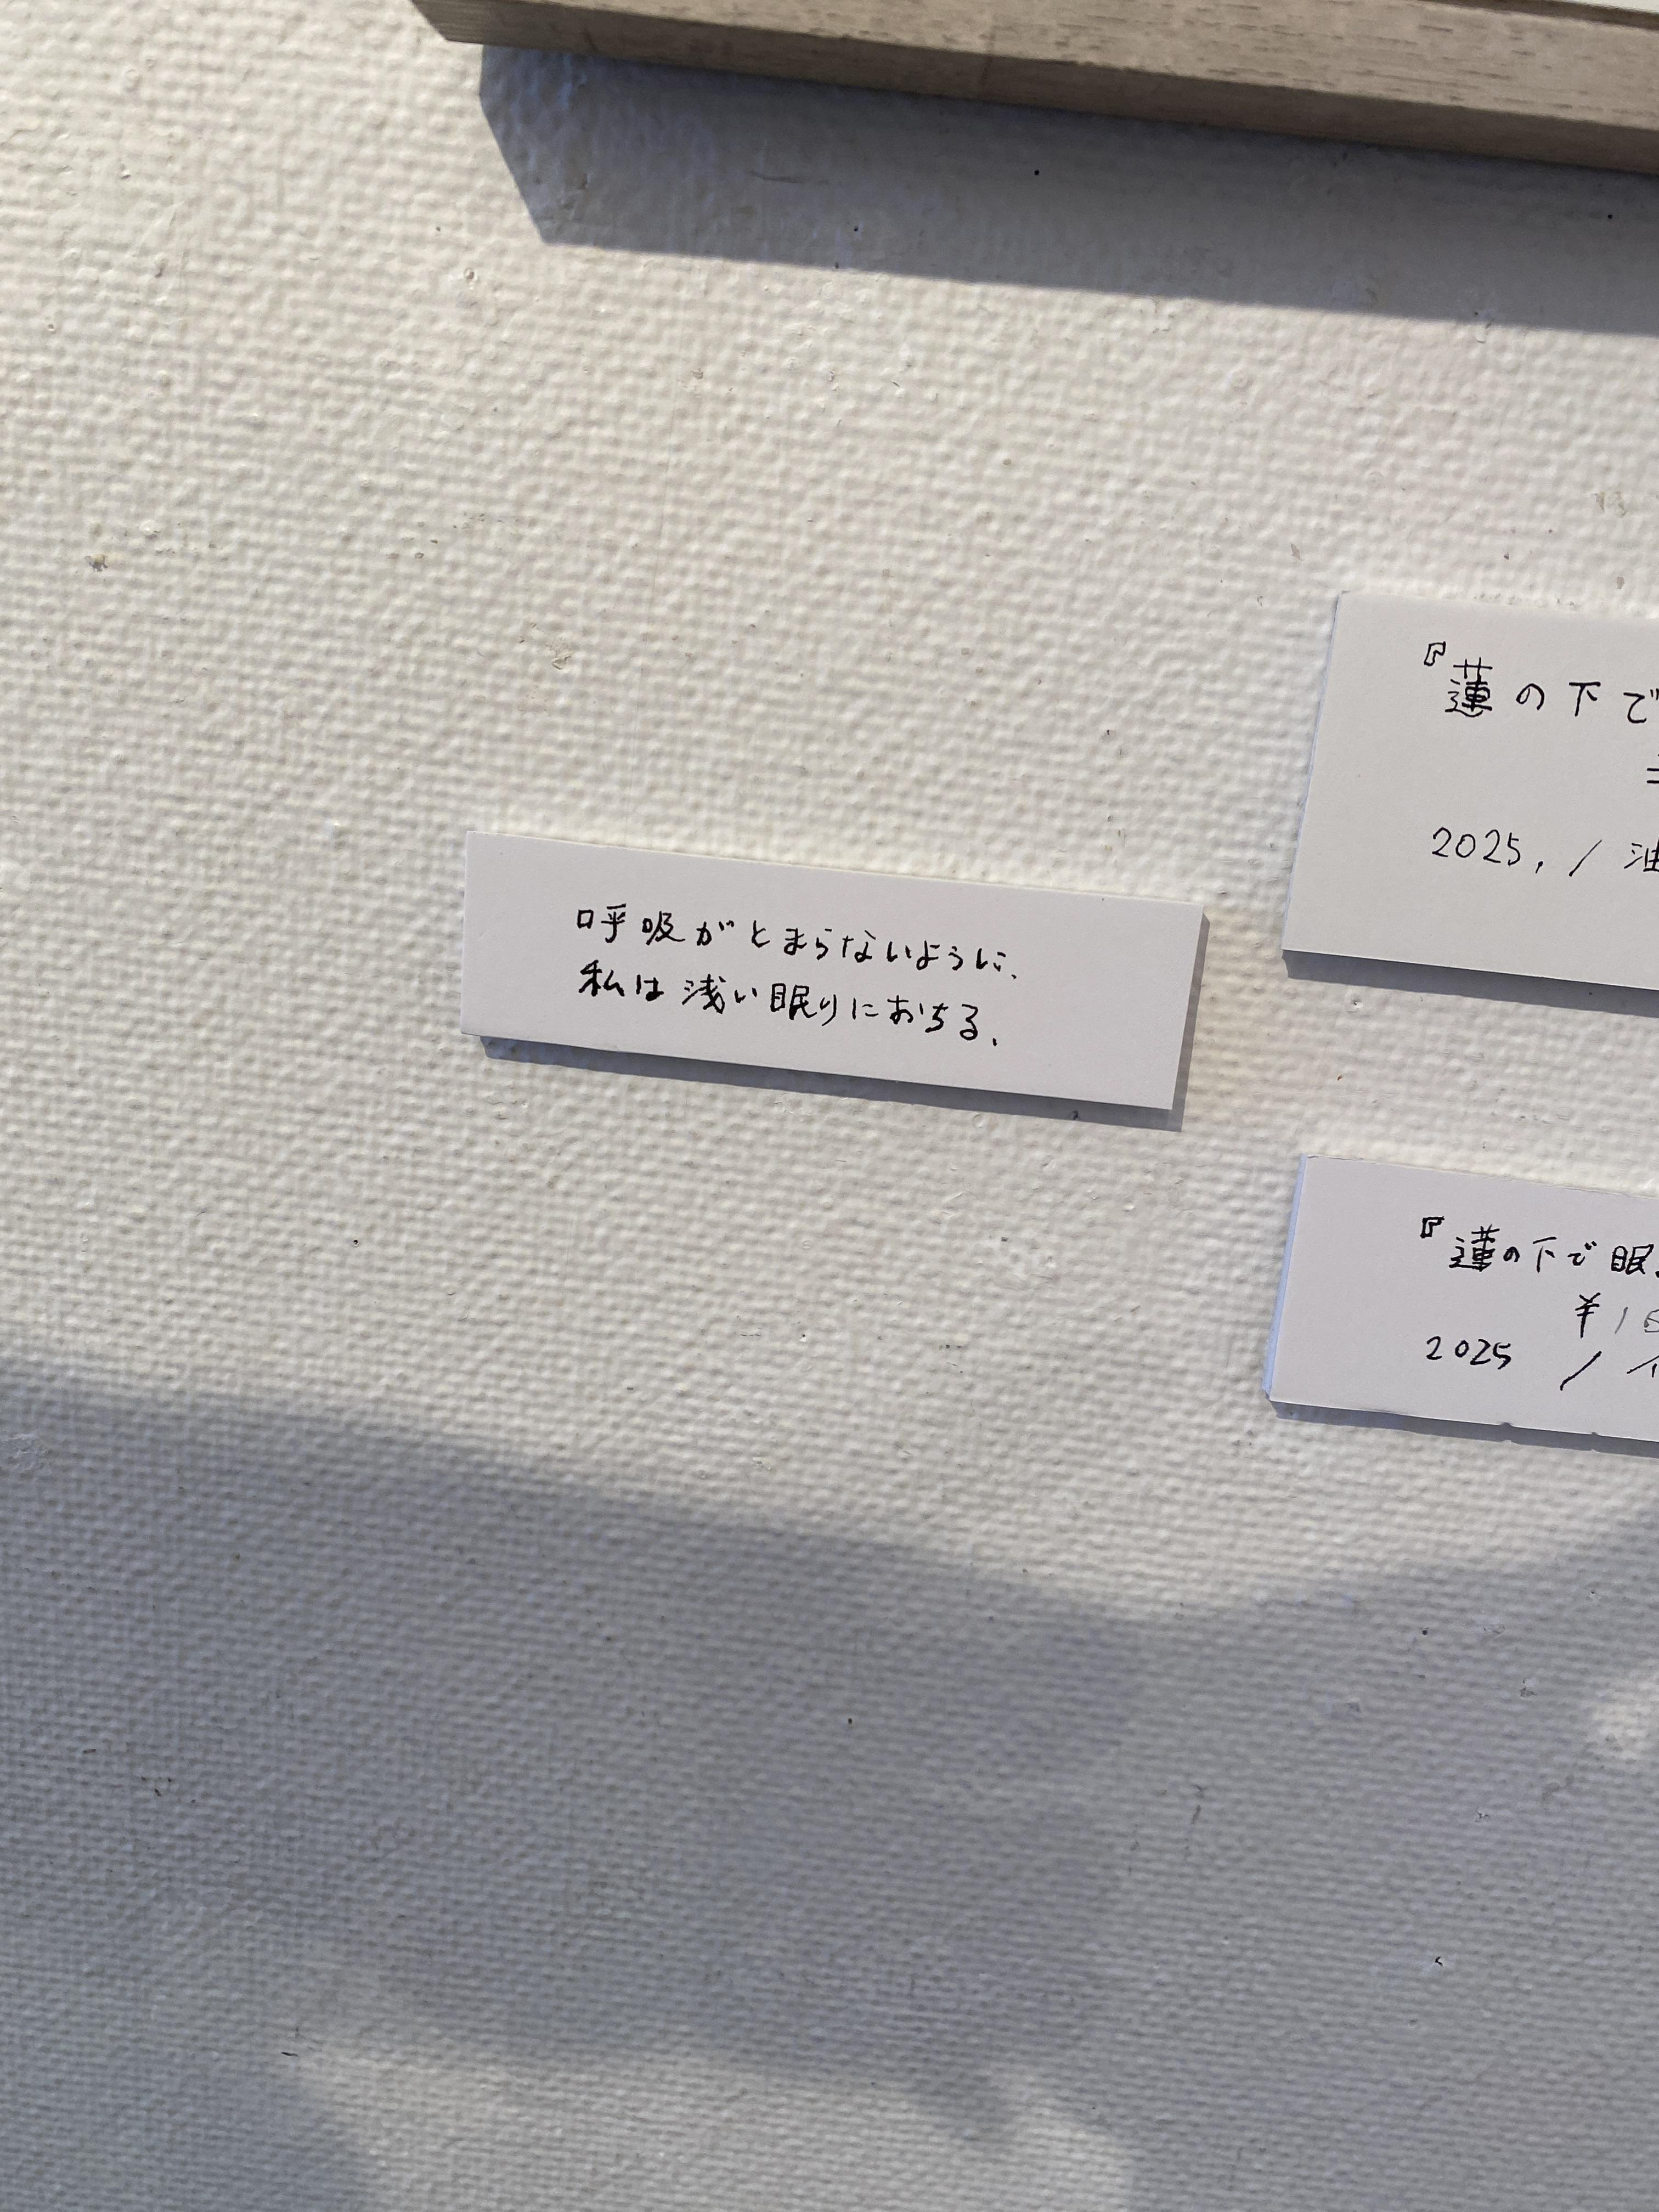 呼吸がとまらないように、
私は浅い眠りにおちる、
『蓮の下で
2025, / 油
『蓮の下で眠
¥15
2025 /